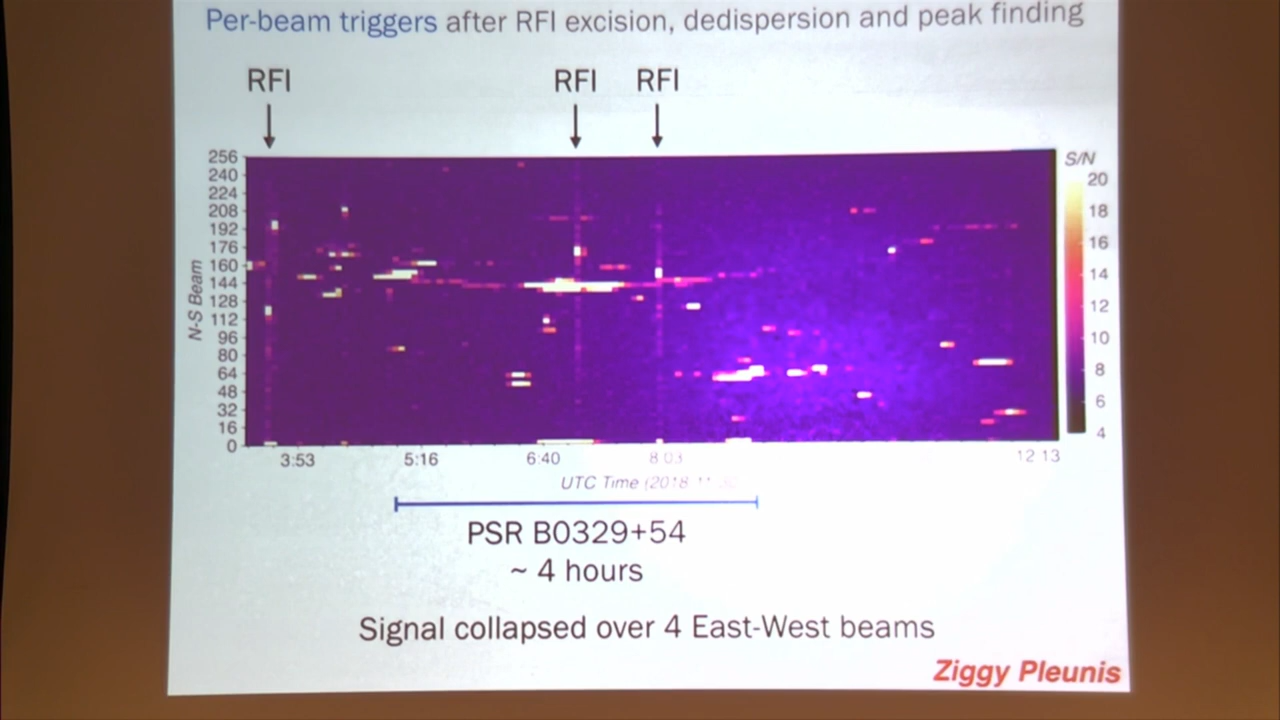 Per-beam triggers after RFI excision, dedispersion and peak finding
RFI RFI RFI
S/N
256
240
224
208
192
176
160
144
128
112
96
80
64
48
32
16
0
N-S Beam
20
18
16
14
12
10
8
6
4
3:53 5:16 6:40 8:03 12:13
UTC Time (2018
PSR B0329+54
~ 4 hours
Signal collapsed over 4 East-West beams
Ziggy Pleunis